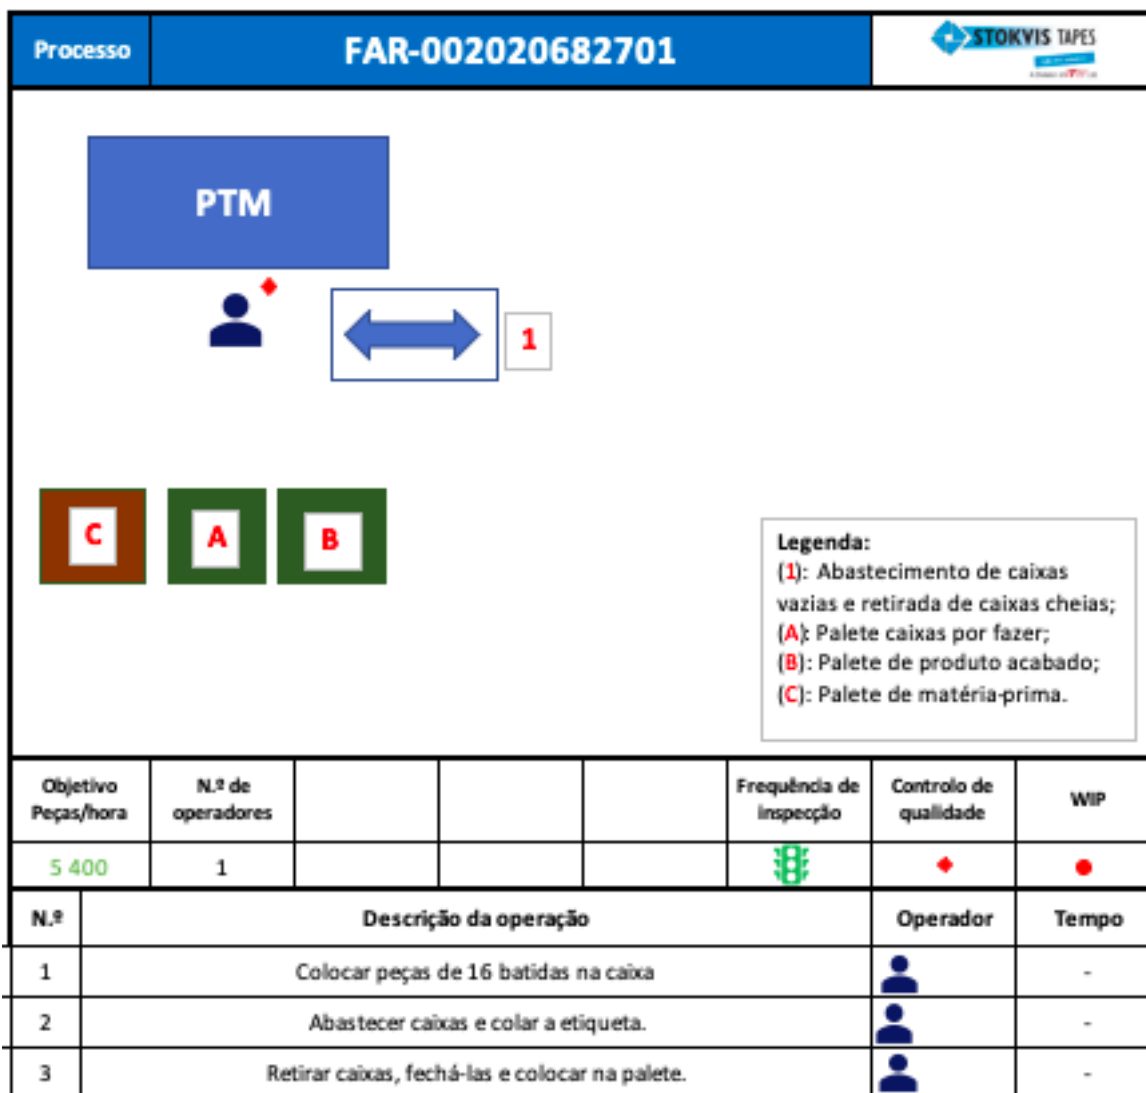 Processo
FAR-002020682701
STOKVIS TAPES
PTM
1
C
A
B
Legenda:
(1): Abastecimento de caixas
vazias e retirada de caixas cheias;
(A): Palete caixas por fazer;
(B): Palete de produto acabado;
(C): Palete de matéria-prima.
Objetivo
Peças/hora
N.º de
operadores
Frequência de
inspecção
Controlo de
qualidade
WIP
5 400
1
N.º
Descrição da operação
Operador
Tempo
1
Colocar peças de 16 batidas na caixa
-
2
Abastecer caixas e colar a etiqueta.
-
3
Retirar caixas, fechá-las e colocar na palete.
-